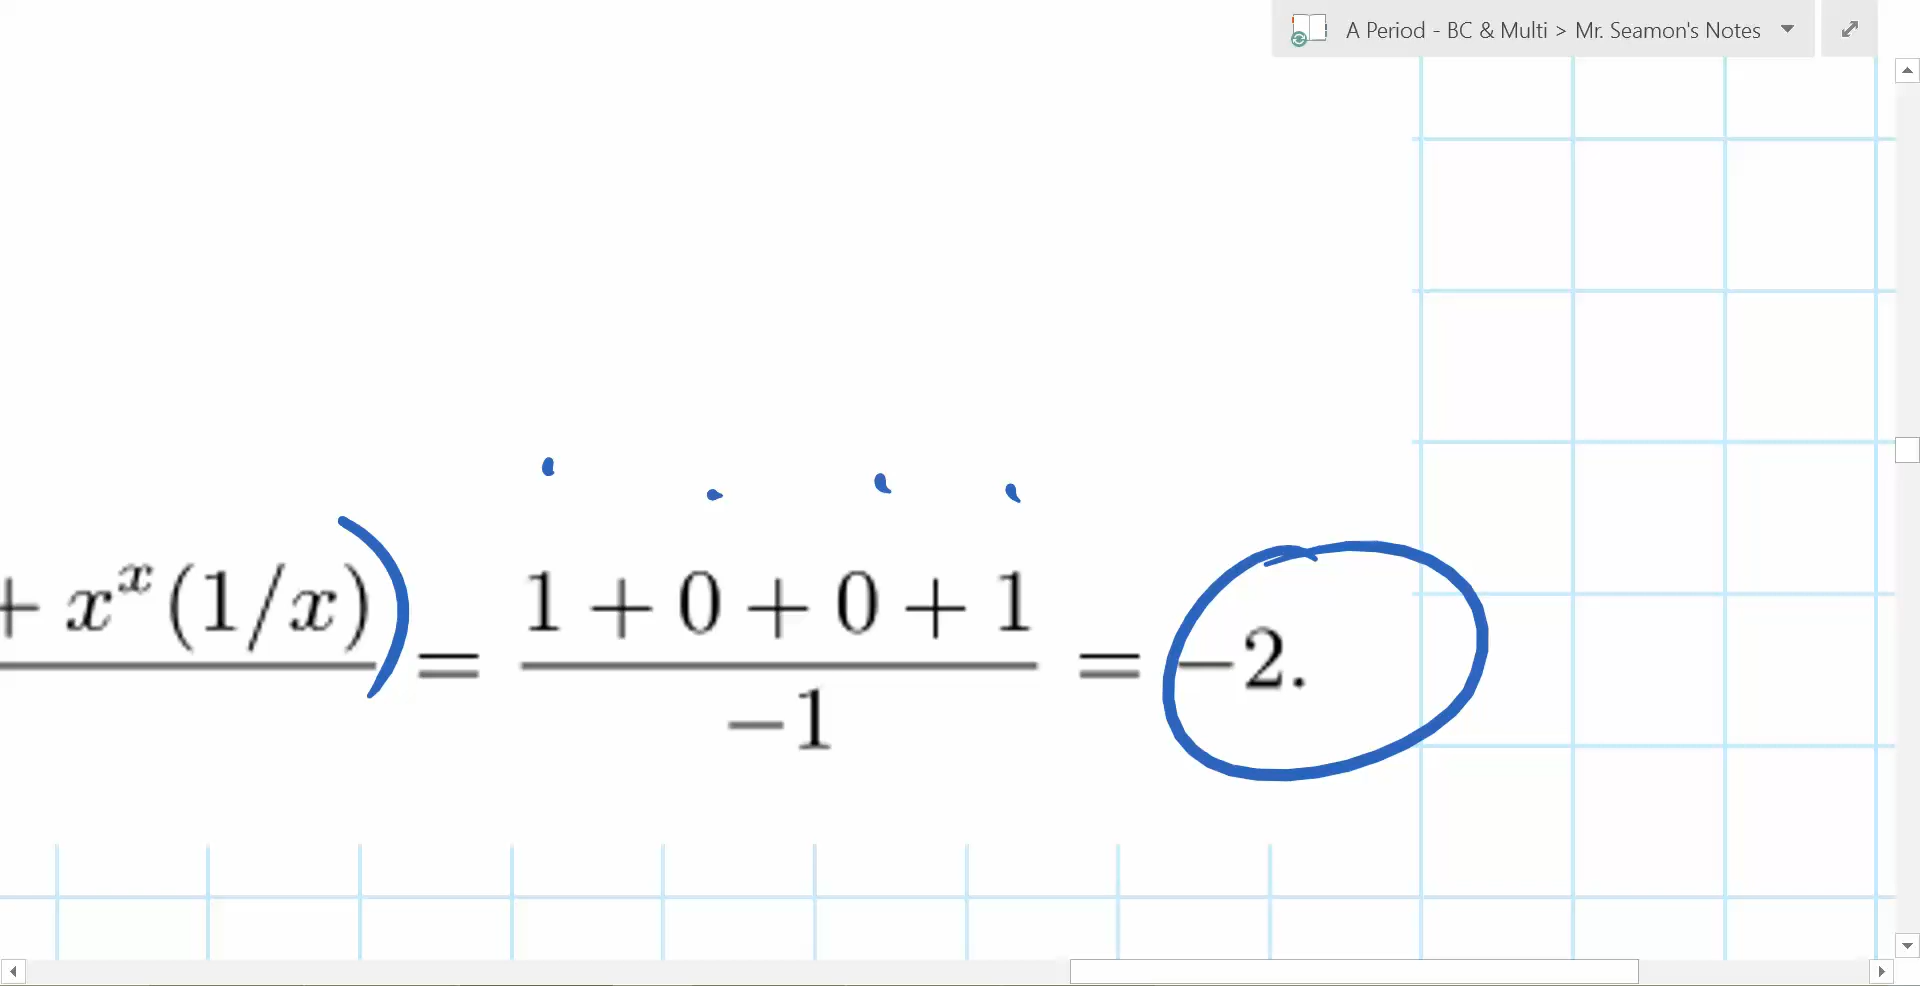 A Period - BC & Multi > Mr. Seamon's Notes
+ x^x (1/x) = (1 + 0 + 0 + 1)/(-1) = -2.